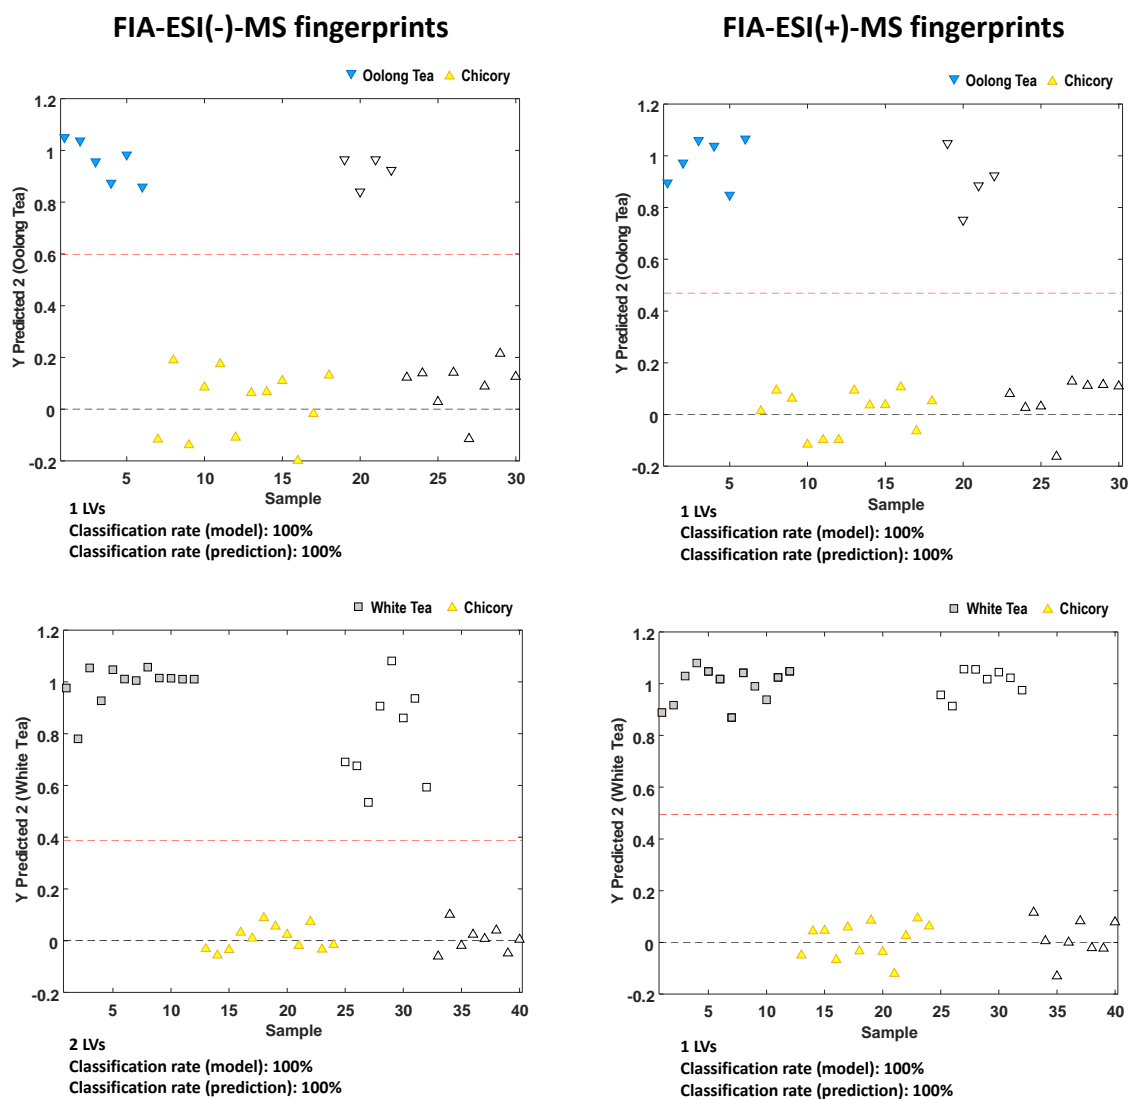 FIA-ESI(-)-MS fingerprints
FIA-ESI(+)-MS fingerprints
Oolong Tea Chicory
1.2
1
0.8
0.6
0.4
0.2
0
-0.2
Y Predicted 2 (Oolong Tea)
5 10 15 20 25 30
Sample
1 LVs
Classification rate (model): 100%
Classification rate (prediction): 100%
Oolong Tea Chicory
1.2
1
0.8
0.6
0.4
0.2
0
-0.2
Y Predicted 2 (Oolong Tea)
5 10 15 20 25 30
Sample
1 LVs
Classification rate (model): 100%
Classification rate (prediction): 100%
White Tea Chicory
1.2
1
0.8
0.6
0.4
0.2
0
-0.2
Y Predicted 2 (White Tea)
5 10 15 20 25 30 35 40
Sample
2 LVs
Classification rate (model): 100%
Classification rate (prediction): 100%
White Tea Chicory
1.2
1
0.8
0.6
0.4
0.2
0
-0.2
Y Predicted 2 (White Tea)
5 10 15 20 25 30 35 40
Sample
1 LVs
Classification rate (model): 100%
Classification rate (prediction): 100%